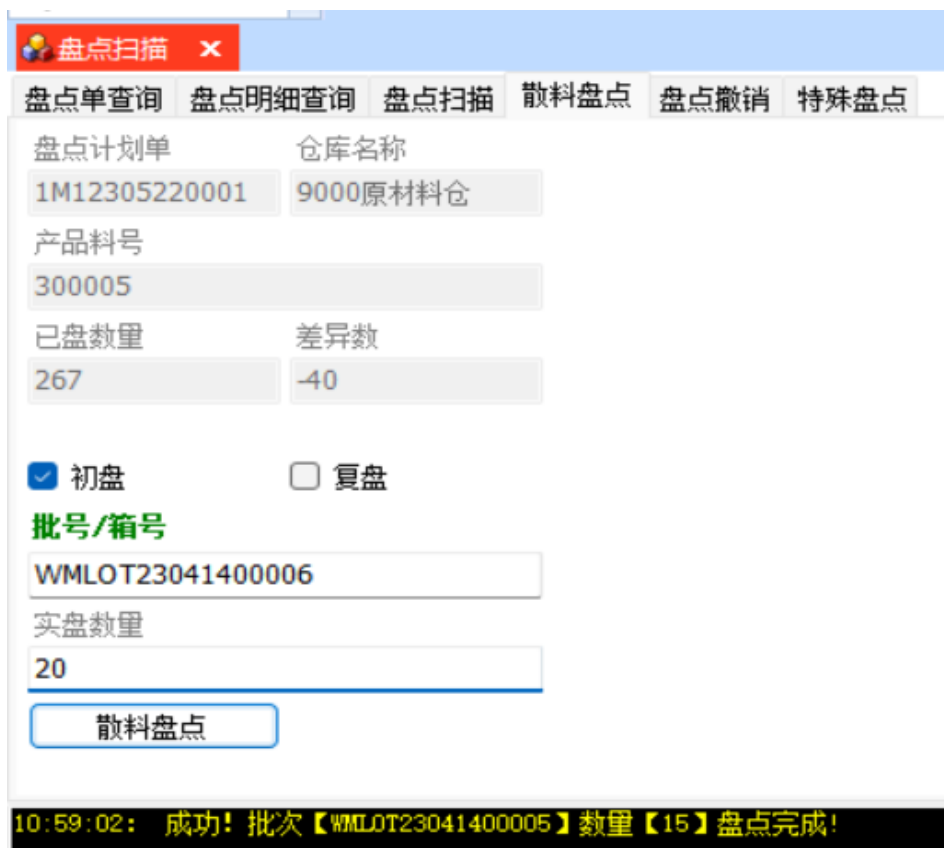 盘点扫描 ×
盘点单查询 盘点明细查询 盘点扫描 散料盘点 盘点撤销 特殊盘点
盘点计划单 仓库名称
1M12305220001 9000原材料仓
产品料号
300005
已盘数量 差异数
267 -40
初盘 复盘
批号/箱号
WMLOT23041400006
实盘数量
20
散料盘点
10:59:02: 成功! 批次【WMLOT23041400005】数量【15】盘点完成!